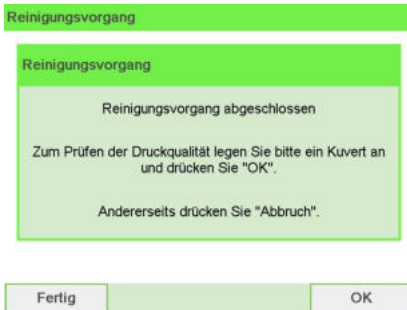 Reinigungsvorgang
Reinigungsvorgang
Reinigungsvorgang abgeschlossen
Zum Prüfen der Druckqualität legen Sie bitte ein Kuvert an
und drücken Sie "OK".
Andererseits drücken Sie "Abbruch".
Fertig
OK